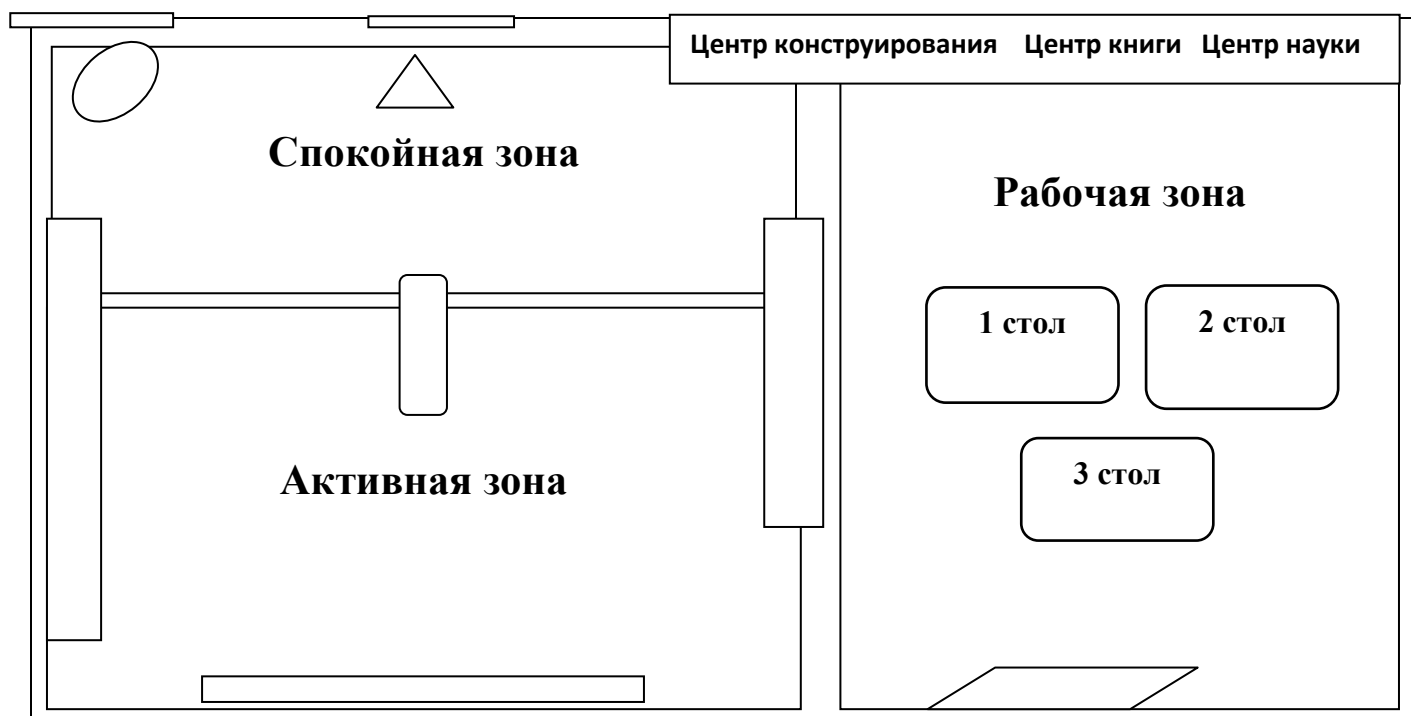 Центр конструирования Центр книги Центр науки
Спокойная зона
Рабочая зона
1 стол
2 стол
3 стол
Активная зона